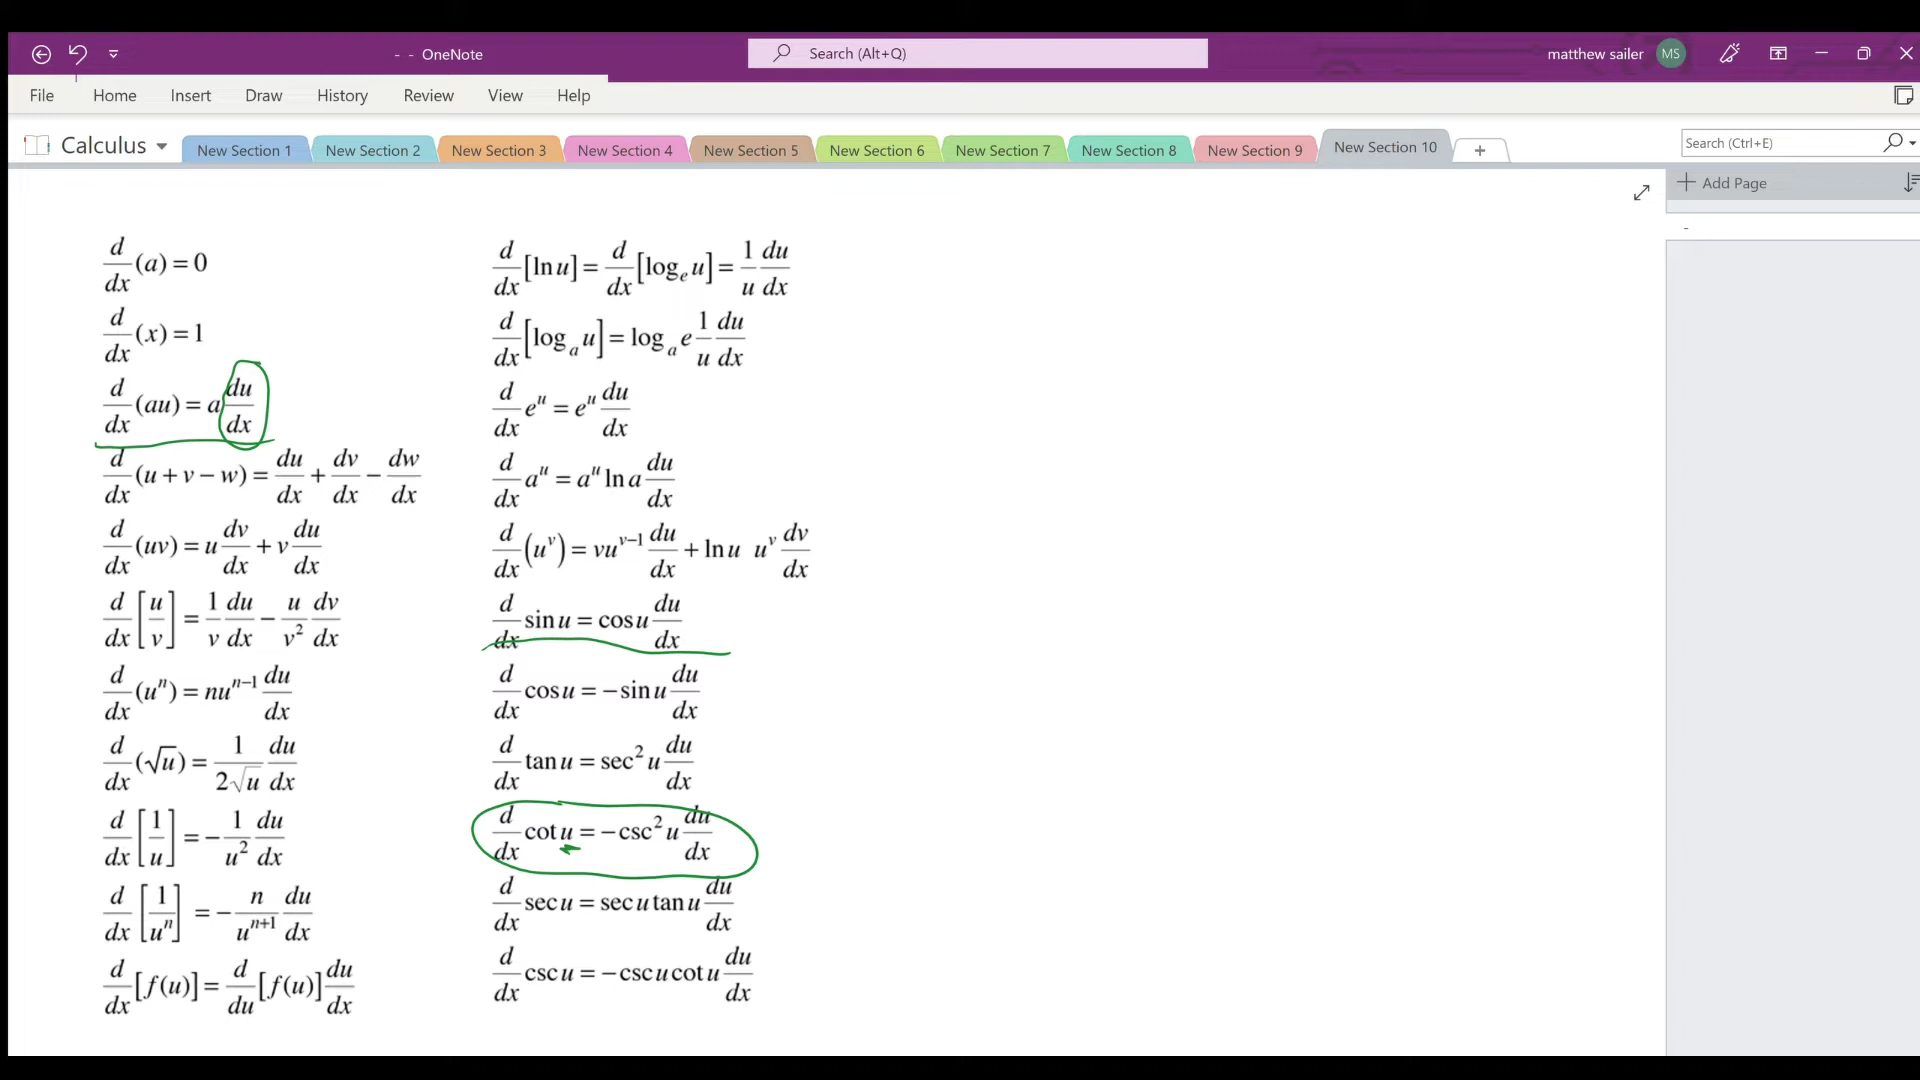 - - OneNote
Search (Alt+Q)
matthew sailer MS
File Home Insert Draw History Review View Help
Calculus New Section 1 New Section 2 New Section 3 New Section 4 New Section 5 New Section 6 New Section 7 New Section 8 New Section 9 New Section 10 +
Search (Ctrl+E)
Add Page
-
d/dx (a) = 0
d/dx (x) = 1
d/dx (au) = a du/dx
d/dx (u + v − w) = du/dx + dv/dx − dw/dx
d/dx (uv) = u dv/dx + v du/dx
d/dx [u/v] = 1/v du/dx − u/v² dv/dx
d/dx (uⁿ) = nuⁿ⁻¹ du/dx
d/dx (√u) = 1/(2√u) du/dx
d/dx [1/u] = − 1/u² du/dx
d/dx [1/uⁿ] = − n/uⁿ⁺¹ du/dx
d/dx [f(u)] = d/du [f(u)] du/dx
d/dx [ln u] = d/dx [logₑ u] = 1/u du/dx
d/dx [logₐ u] = logₐ e 1/u du/dx
d/dx eᵘ = eᵘ du/dx
d/dx aᵘ = aᵘ ln a du/dx
d/dx (uᵛ) = vuᵛ⁻¹ du/dx + ln u uᵛ dv/dx
d/dx sin u = cos u du/dx
d/dx cos u = − sin u du/dx
d/dx tan u = sec² u du/dx
d/dx cot u = − csc² u du/dx
d/dx sec u = sec u tan u du/dx
d/dx csc u = − csc u cot u du/dx